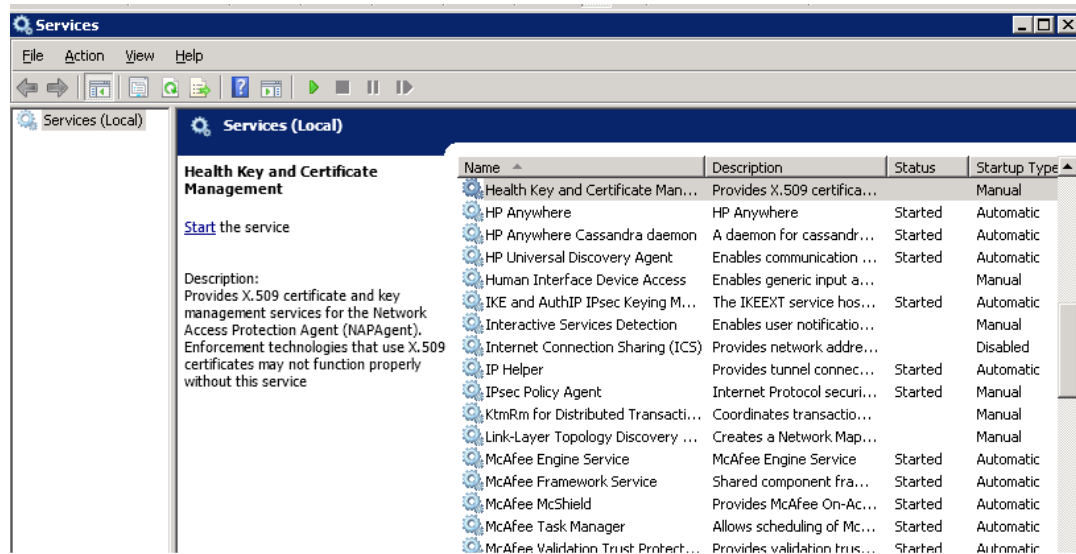 Services
File Action View Help
Services (Local)
Services (Local)
Health Key and Certificate
Management
Start the service
Description:
Provides X.509 certificate and key
management services for the Network
Access Protection Agent (NAPAgent).
Enforcement technologies that use X.509
certificates may not function properly
without this service
Name Description Status Startup Type
Health Key and Certificate Man... Provides X.509 certifica... Manual
HP Anywhere HP Anywhere Started Automatic
HP Anywhere Cassandra daemon A daemon for cassandr... Started Automatic
HP Universal Discovery Agent Enables communication ... Started Automatic
Human Interface Device Access Enables generic input a... Manual
IKE and AuthIP IPsec Keying M... The IKEEXT service hos... Started Automatic
Interactive Services Detection Enables user notificatio... Manual
Internet Connection Sharing (ICS) Provides network addre... Disabled
IP Helper Provides tunnel connec... Started Automatic
IPsec Policy Agent Internet Protocol securi... Started Manual
KtmRm for Distributed Transacti... Coordinates transactio... Manual
Link-Layer Topology Discovery ... Creates a Network Map... Manual
McAfee Engine Service McAfee Engine Service Started Automatic
McAfee Framework Service Shared component fra... Started Automatic
McAfee McShield Provides McAfee On-Ac... Started Automatic
McAfee Task Manager Allows scheduling of Mc... Started Automatic
McAfee Validation Trust Protect... Provides validation trus... Started Automatic